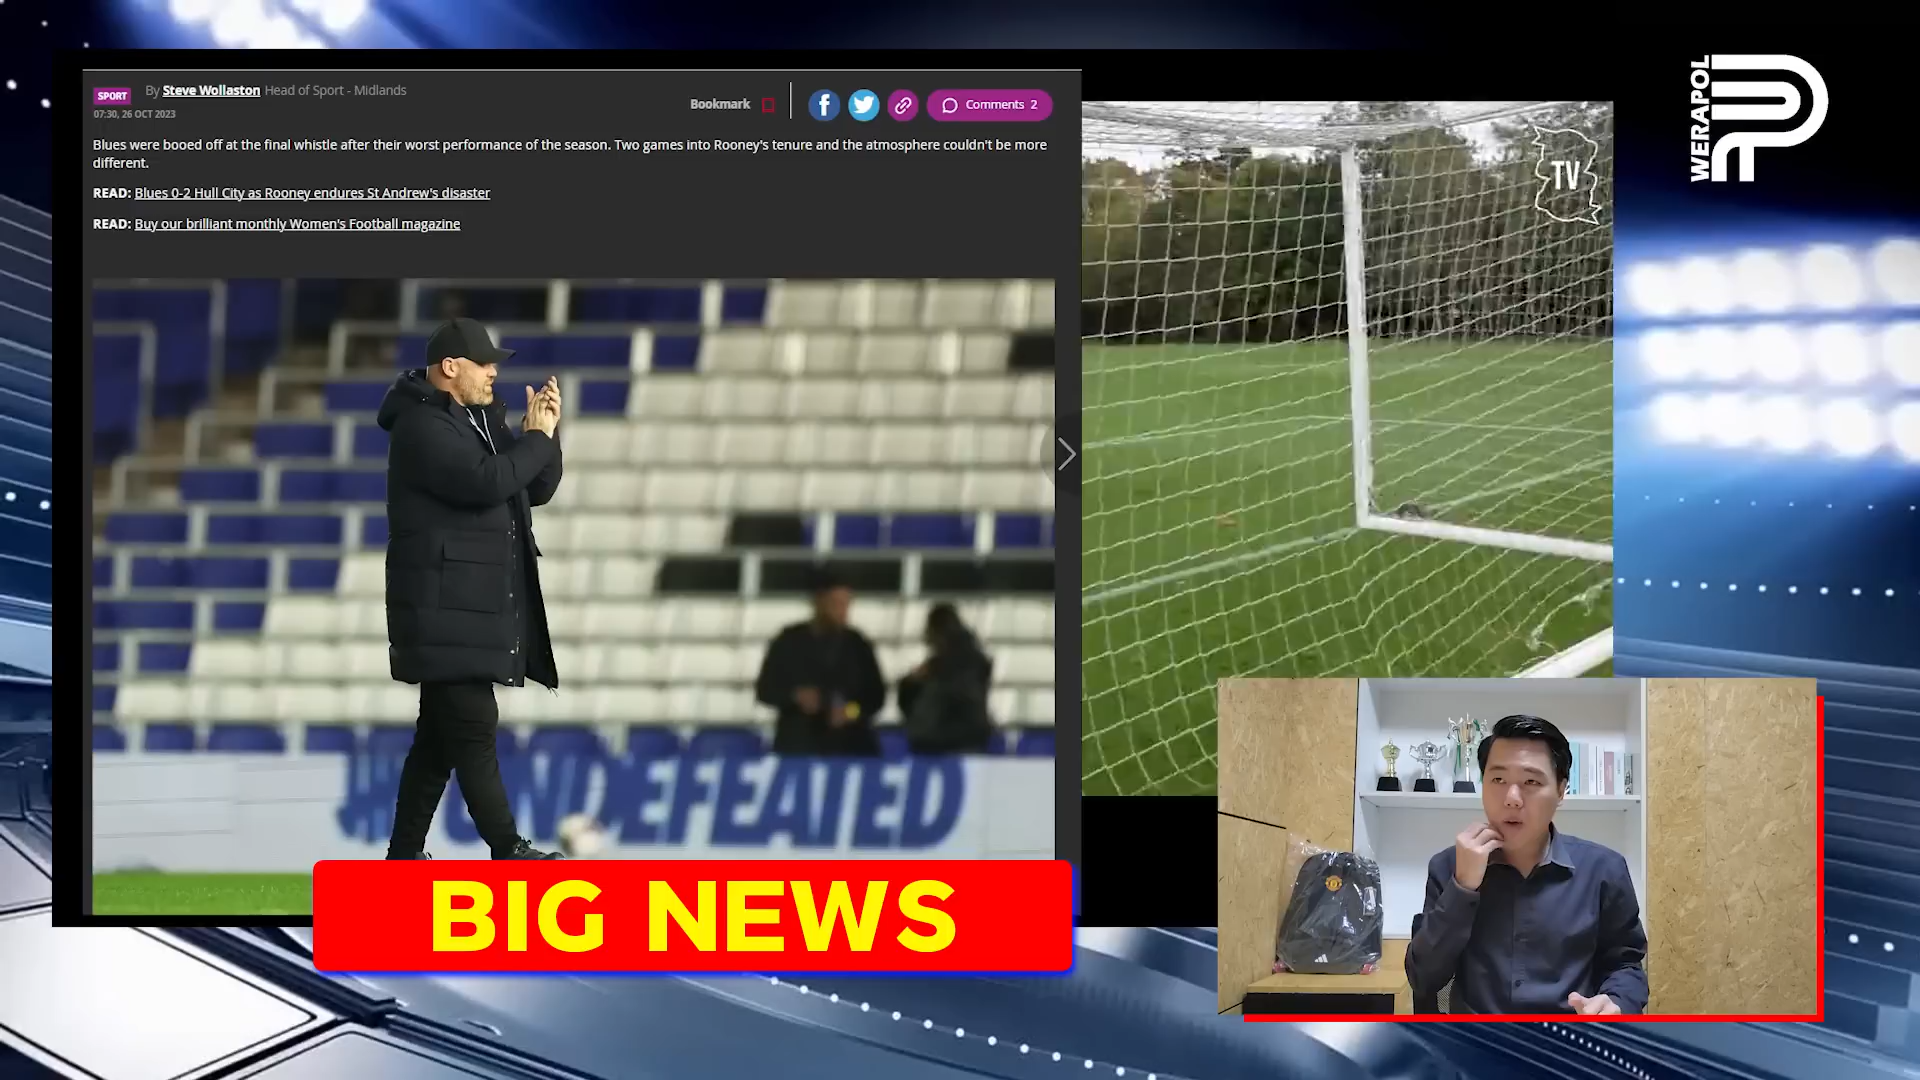 SPORT
By Steve Wollaston Head of Sport - Midlands
07:30, 26 OCT 2023
Bookmark
Comments 2
Blues were booed off at the final whistle after their worst performance of the season. Two games into Rooney's tenure and the atmosphere couldn't be more
different.
READ: Blues 0-2 Hull City as Rooney endures St Andrew's disaster
READ: Buy our brilliant monthly Women's Football magazine
WERAPOL
TV
#UNDEFEATED
BIG NEWS